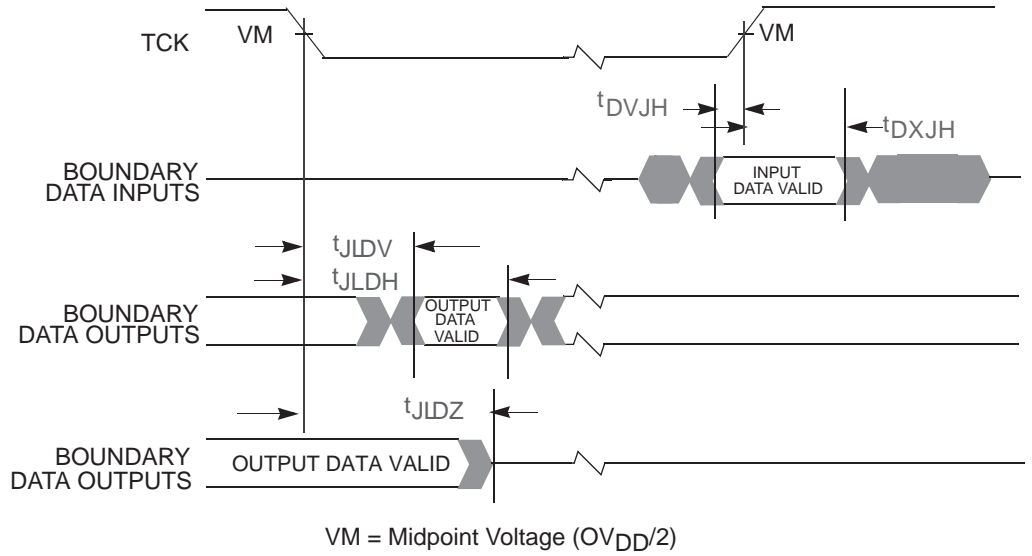 TCK
VM
VM
tDVJH
tDXJH
BOUNDARY
DATA INPUTS
INPUT
DATA VALID
tJLDV
tJLDH
BOUNDARY
DATA OUTPUTS
OUTPUT
DATA
VALID
tJLDZ
BOUNDARY
DATA OUTPUTS
OUTPUT DATA VALID
VM = Midpoint Voltage (OVDD/2)